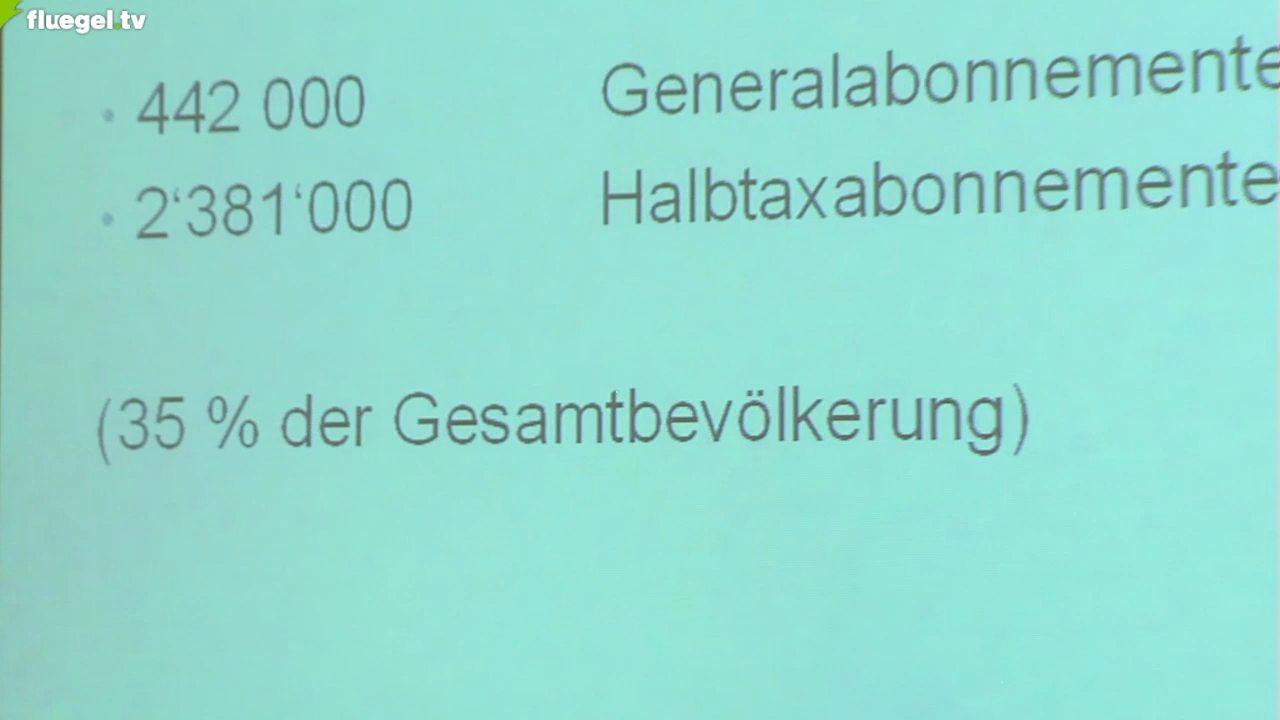 fluegel.tv
• 442 000 Generalabonnemente
• 2‘381‘000 Halbtaxabonnemente
(35 % der Gesamtbevölkerung)